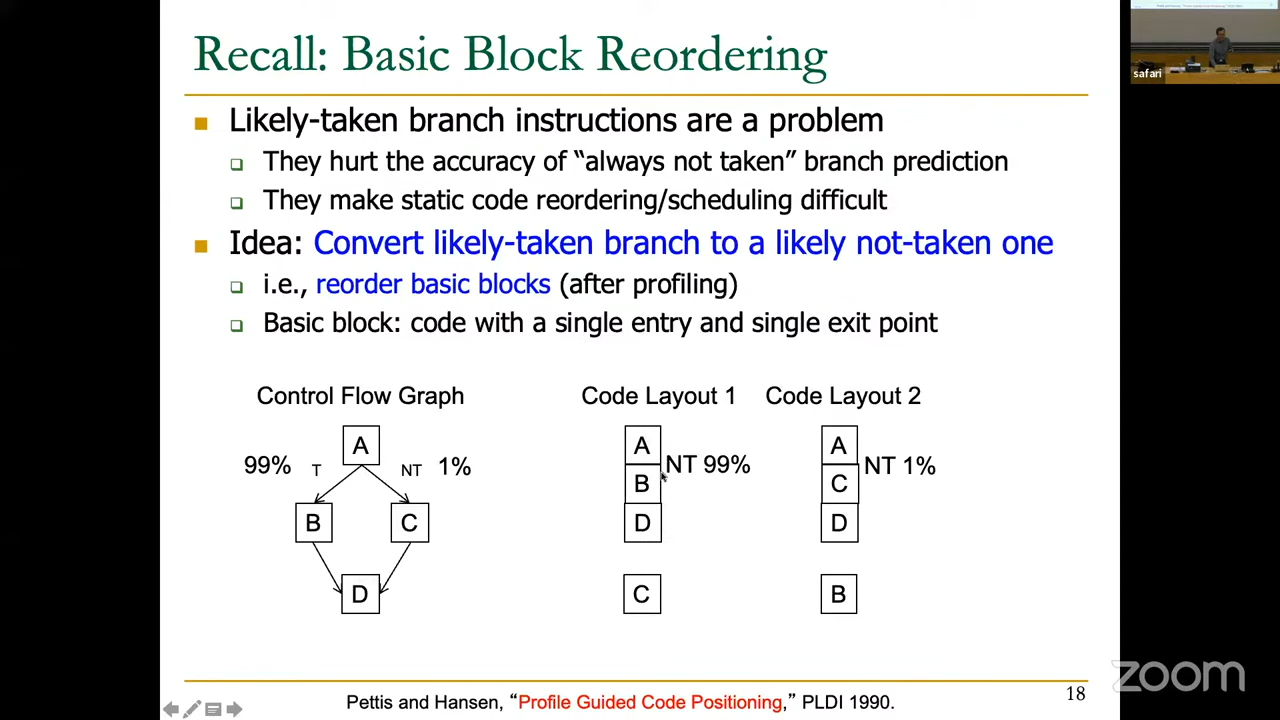 Recall: Basic Block Reordering
Likely-taken branch instructions are a problem
They hurt the accuracy of “always not taken” branch prediction
They make static code reordering/scheduling difficult
Idea: Convert likely-taken branch to a likely not-taken one
i.e., reorder basic blocks (after profiling)
Basic block: code with a single entry and single exit point
Control Flow Graph
99% T A NT 1%
B C
D
Code Layout 1
A
NT 99%
B
D
C
Code Layout 2
A
NT 1%
C
D
B
Pettis and Hansen, “Profile Guided Code Positioning,” PLDI 1990.
18
safari
zoom